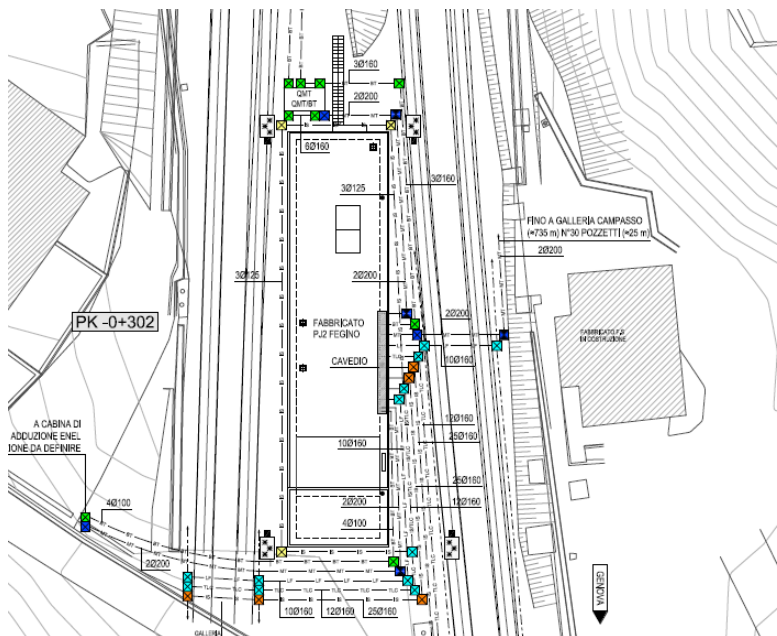 3Ø160
QMT
QMT/BT
2Ø200
6Ø160
3Ø125
3Ø160
FINO A GALLERIA CAMPASSO
(≈735 m) N°30 POZZETTI (≈25 m)
2Ø200
3Ø125
2Ø200
PK -0+302
FABBRICATO
PJ2 FEGINO
2Ø200
FABBRICATO F.S
IN COSTRUZIONE
CAVEDIO
10Ø160
A CABINA DI
ADDUZIONE ENEL
IONE DA DEFINIRE
12Ø160
25Ø160
10Ø160
25Ø160
4Ø100
2Ø200
12Ø160
4Ø100
2Ø200
GENOVA
10Ø160
12Ø160
25Ø160
GALLERIA